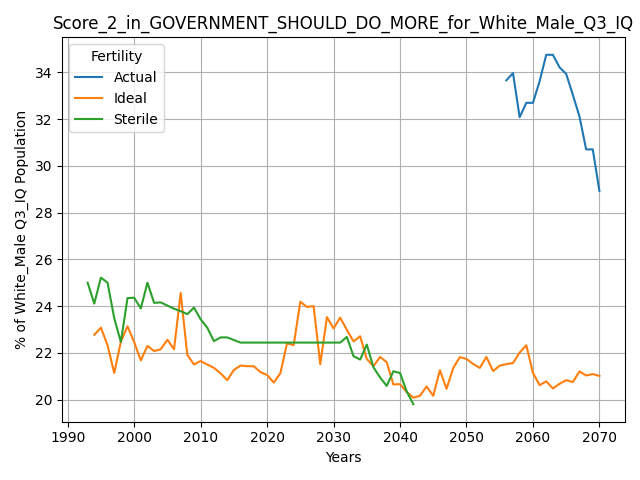 Score_2_in_GOVERNMENT_SHOULD_DO_MORE_for_White_Male_Q3_IQ
Fertility
Actual
Ideal
Sterile
% of White_Male Q3_IQ Population
34
32
30
28
26
24
22
20
1990 2000 2010 2020 2030 2040 2050 2060 2070
Years